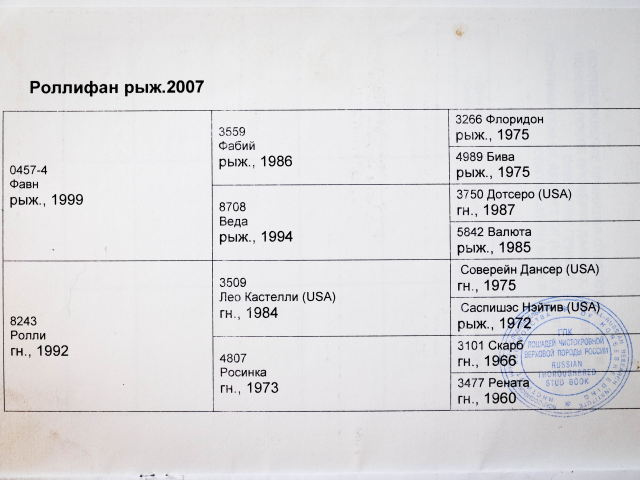 Роллифан рыж.2007
0457-4
Фавн
рыж., 1999
8243
Ролли
гн., 1992
3559
Фабий
рыж., 1986
8708
Веда
рыж., 1994
3509
Лео Кастелли (USA)
гн., 1984
4807
Росинка
гн., 1973
3266 Флоридон
рыж., 1975
4989 Бива
рыж., 1975
3750 Дотсеро (USA)
гн., 1987
5842 Валюта
рыж., 1985
Соверейн Дансер (USA)
гн., 1975
Саспишэс Нэйтив (USA)
рыж., 1972
3101 Скарб
гн., 1966
3477 Рената
гн., 1960
ГПК
ЛОШАДЕЙ ЧИСТОКРОВНОЙ
ВЕРХОВОЙ ПОРОДЫ РОССИИ
RUSSIAN
THOROUGHBRED
STUD BOOK